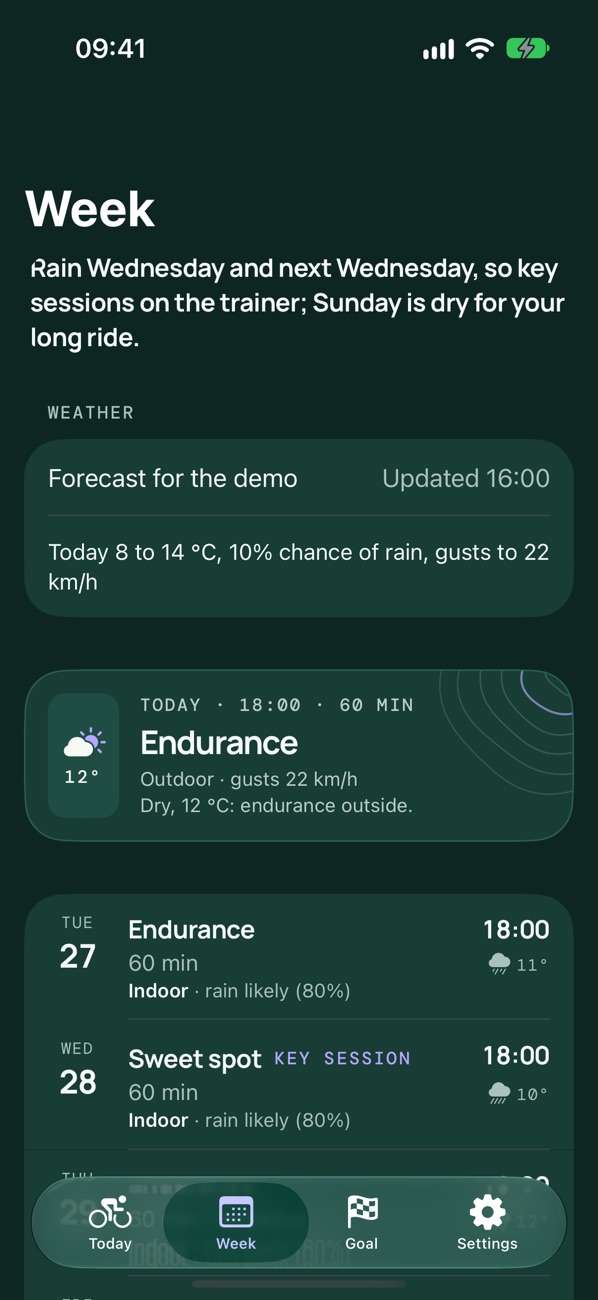 09:41
Week
Rain Wednesday and next Wednesday, so key
sessions on the trainer; Sunday is dry for your
long ride.
WEATHER
Forecast for the demo Updated 16:00
Today 8 to 14 °C, 10% chance of rain, gusts to 22
km/h
TODAY · 18:00 · 60 MIN
Endurance
12°
Outdoor · gusts 22 km/h
Dry, 12 °C: endurance outside.
TUE
27
Endurance 18:00
60 min 11°
Indoor · rain likely (80%)
WED
28
Sweet spot KEY SESSION 18:00
60 min 10°
Indoor · rain likely (80%)
29
Today Week Goal Settings